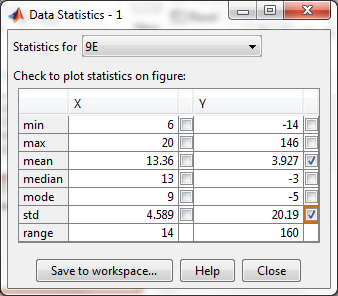 Data Statistics - 1
Statistics for 9E
Check to plot statistics on figure:
X Y
min 6 -14
max 20 146
mean 13.36 3.927
median 13 -3
mode 9 -5
std 4.589 20.19
range 14 160
Save to workspace... Help Close